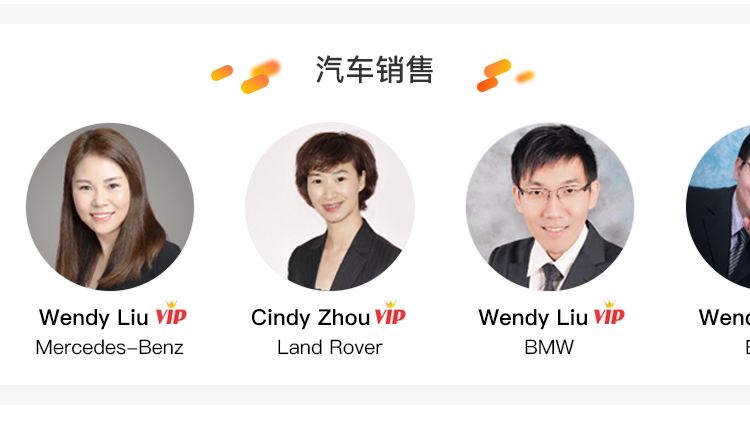 汽车销售
Wendy Liu VIP
Mercedes-Benz
Cindy Zhou VIP
Land Rover
Wendy Liu VIP
BMW